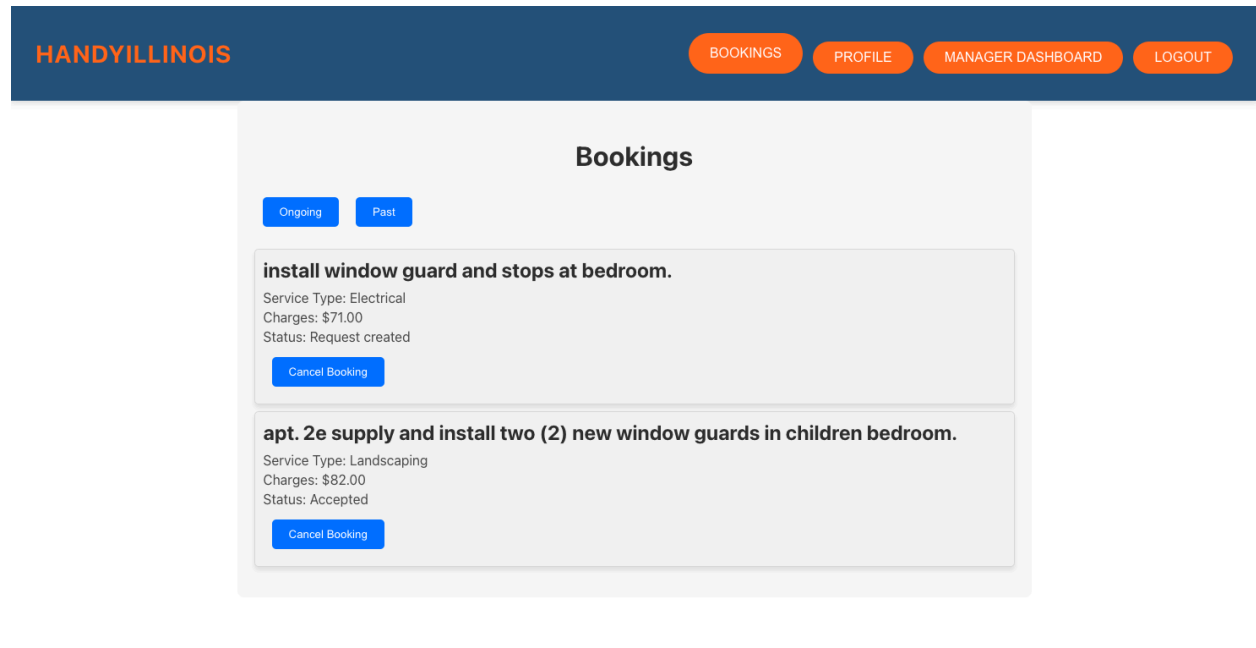 HANDYILLINOIS
BOOKINGS
PROFILE
MANAGER DASHBOARD
LOGOUT
Bookings
Ongoing
Past
install window guard and stops at bedroom.
Service Type: Electrical
Charges: $71.00
Status: Request created
Cancel Booking
apt. 2e supply and install two (2) new window guards in children bedroom.
Service Type: Landscaping
Charges: $82.00
Status: Accepted
Cancel Booking